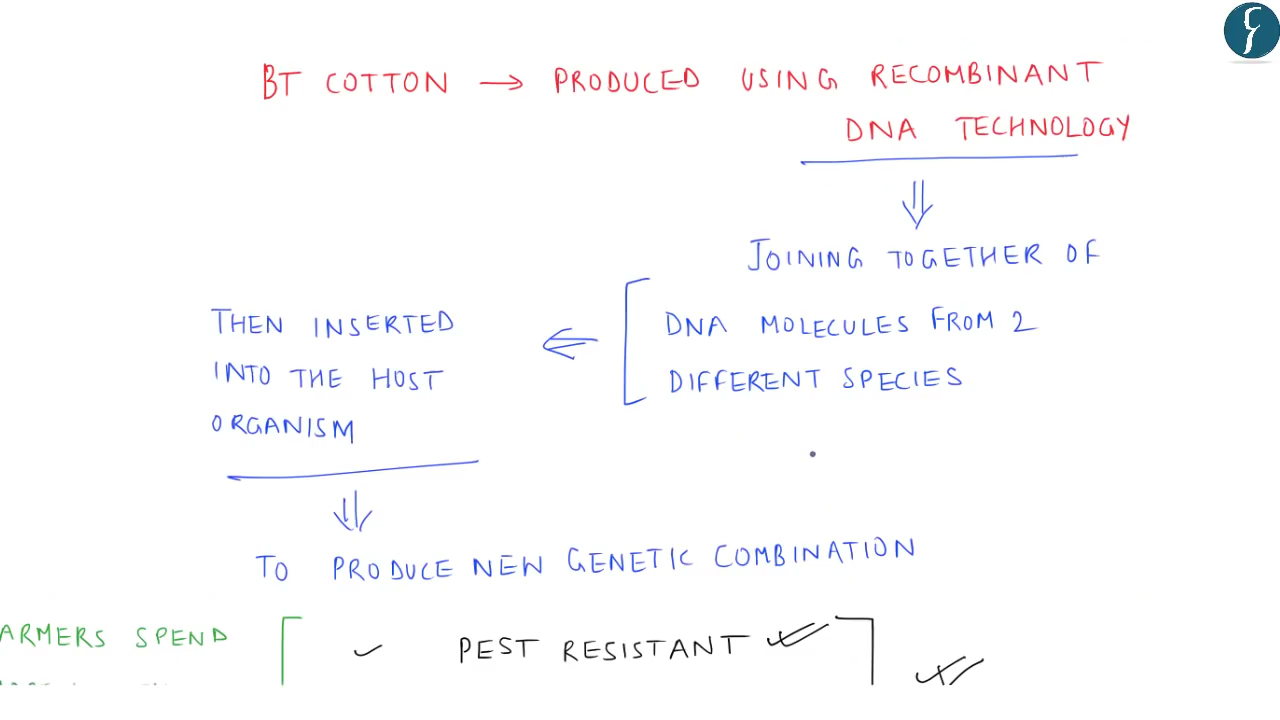 BT COTTON → PRODUCED USING RECOMBINANT
DNA TECHNOLOGY
JOINING TOGETHER OF
DNA MOLECULES FROM 2
DIFFERENT SPECIES
THEN INSERTED
INTO THE HOST
ORGANISM
TO PRODUCE NEW GENETIC COMBINATION
ARMERS SPEND
PEST RESISTANT